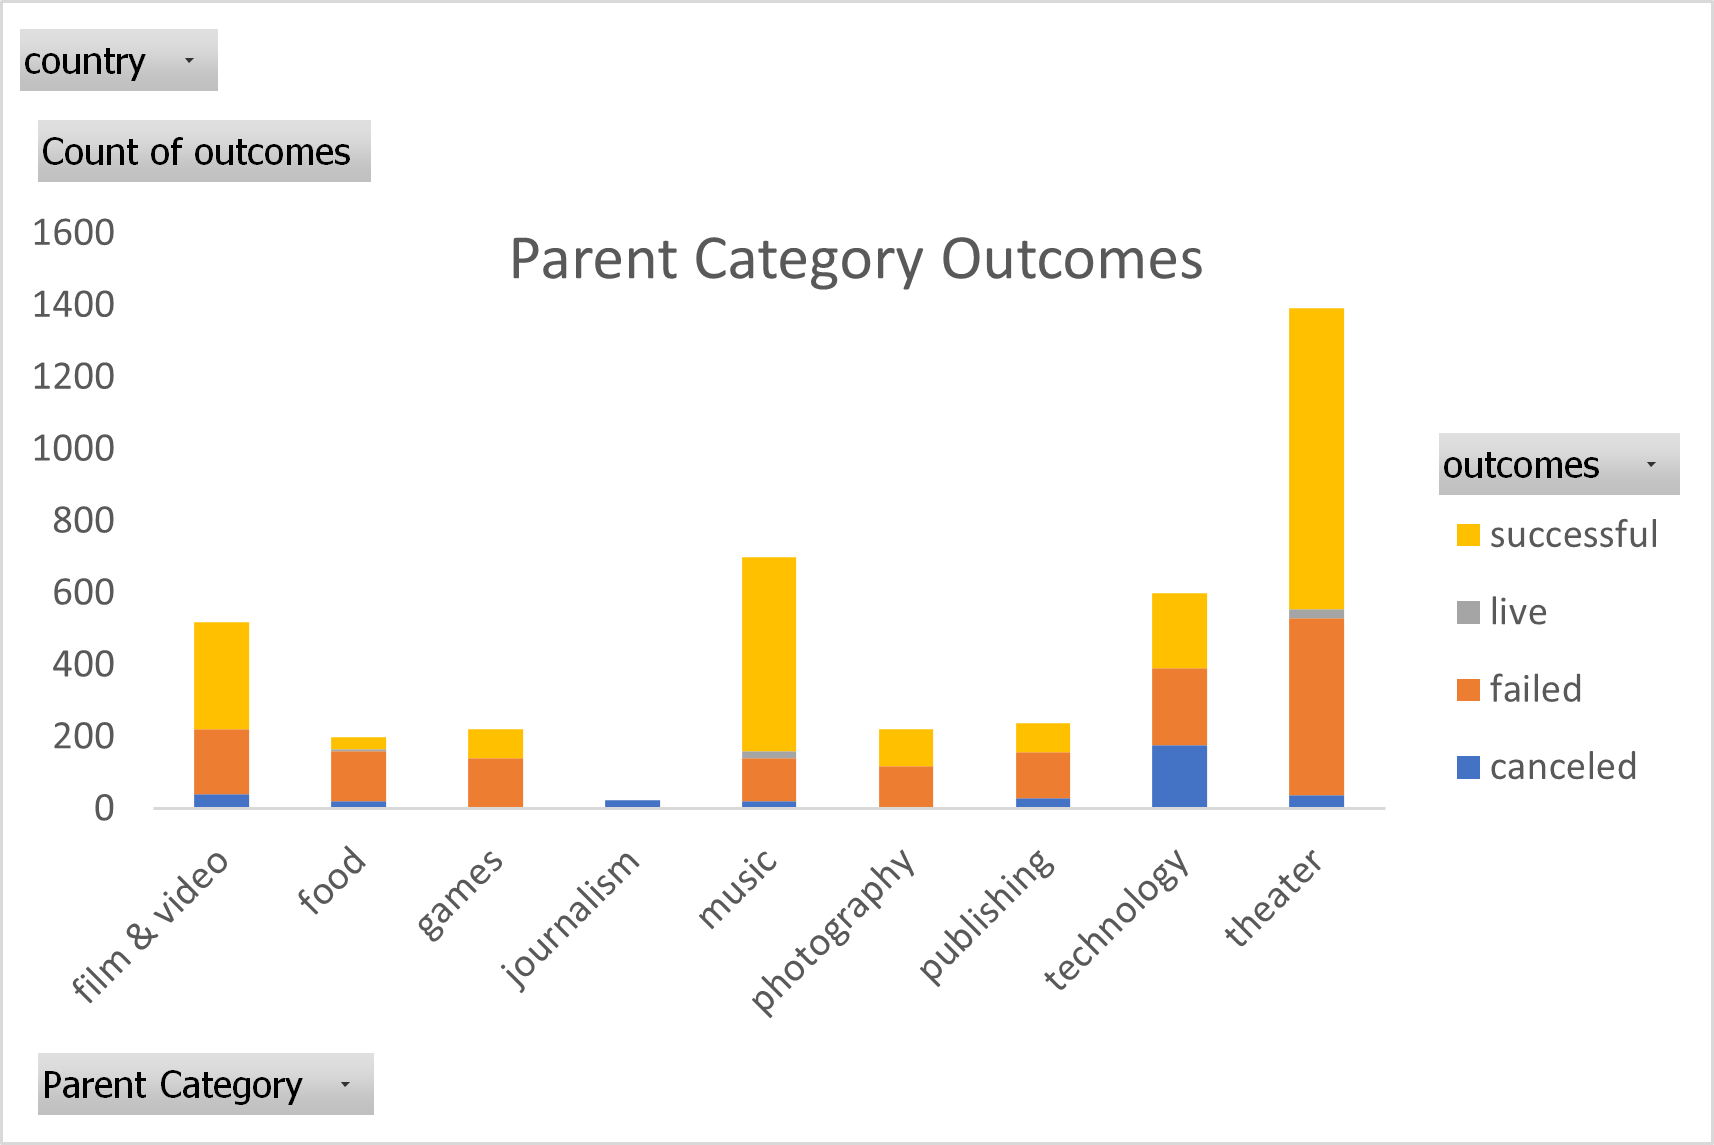 country
Count of outcomes
Parent Category Outcomes
1600
1400
1200
1000
800
600
400
200
0
film & video
food
games
journalism
music
photography
publishing
technology
theater
outcomes
successful
live
failed
canceled
Parent Category